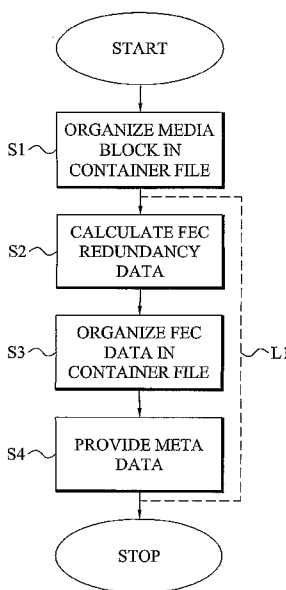 START
S1
ORGANIZE MEDIA
BLOCK IN
CONTAINER FILE
S2
CALCULATE FEC
REDUNDANCY
DATA
S3
ORGANIZE FEC
DATA IN
CONTAINER FILE
L1
S4
PROVIDE META
DATA
STOP